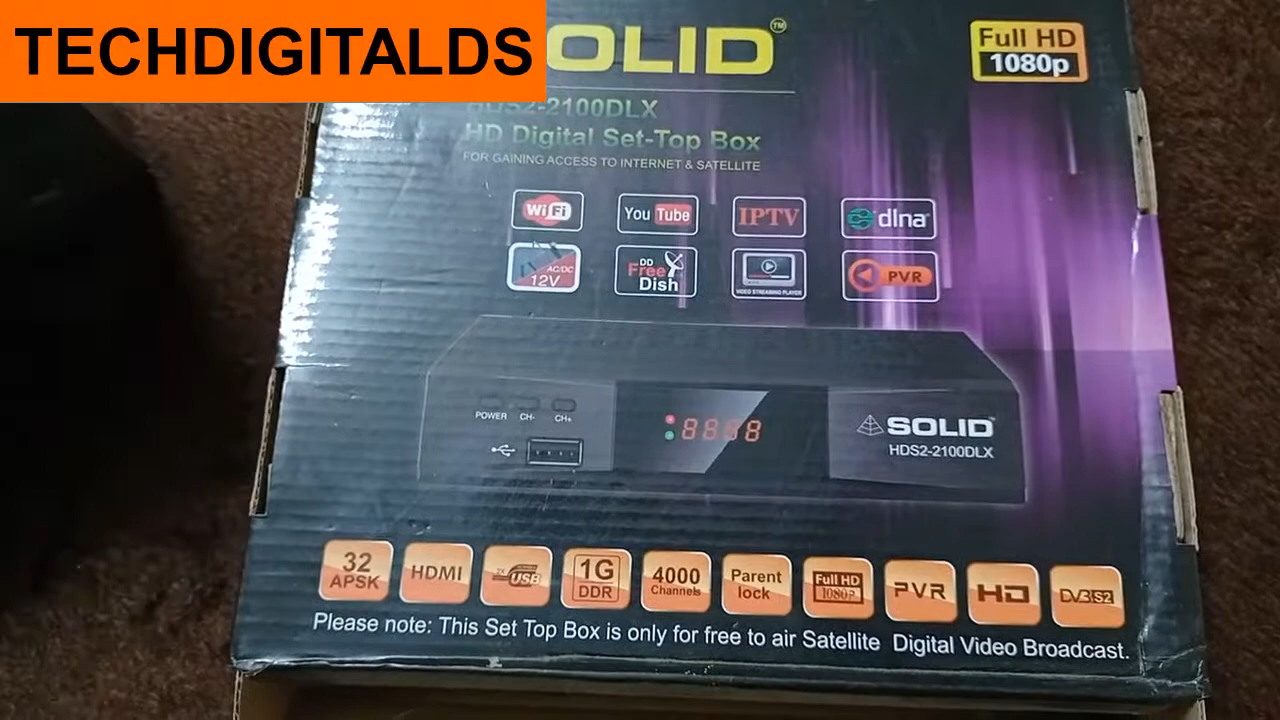 TECHDIGITALDS
OLID™
Full HD
1080p
HDS2-2100DLX
HD Digital Set-Top Box
FOR GAINING ACCESS TO INTERNET & SATELLITE
WiFi
YouTube
IPTV
dlna
AC/DC
12V
DD
Free
Dish
VIDEO STREAMING PLAYER
PVR
POWER CH- CH+
8888
SOLID™
HDS2-2100DLX
32
APSK
HDMI
2X USB
1G
DDR
4000
Channels
Parent
lock
Full HD
1080P
PVR
HD
DVB S2
Please note: This Set Top Box is only for free to air Satellite Digital Video Broadcast.